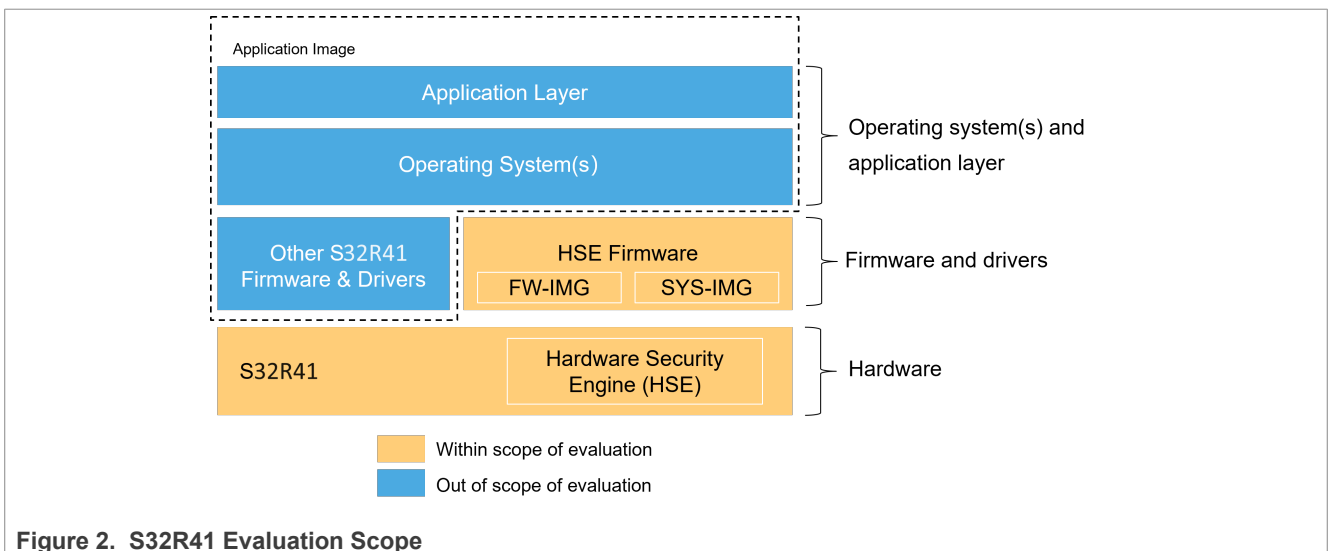 Application Image
Application Layer
Operating System(s)
Operating system(s) and
application layer
Other S32R41
Firmware & Drivers
HSE Firmware
FW-IMG
SYS-IMG
Firmware and drivers
S32R41
Hardware Security
Engine (HSE)
Hardware
Within scope of evaluation
Out of scope of evaluation
Figure 2. S32R41 Evaluation Scope